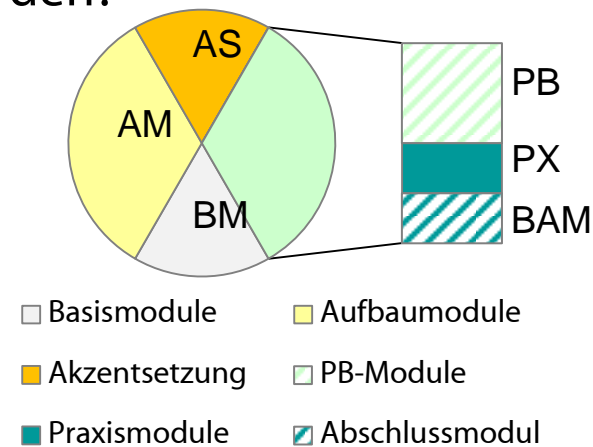 den.
AS
PB
AM
PX
BM
BAM
Basismodule
Aufbaumodule
Akzentsetzung
PB-Module
Praxismodule
Abschlussmodul